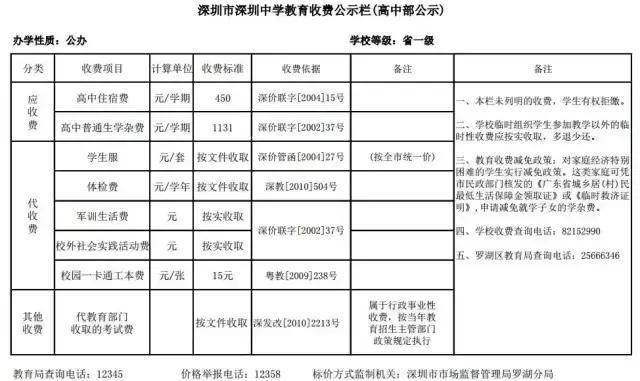 深圳市深圳中学教育收费公示栏(高中部公示)
办学性质：公办 学校等级：省一级
分类 收费项目 计算单位 收费标准 收费依据 备注 备注
应收费 高中住宿费 元/学期 450 深价联字[2004]15号
高中普通生学杂费 元/学期 1131 深价联字[2002]37号
代收费 学生服 元/套 按文件收取 深价管函[2004]27号 (按全市统一价)
体检费 元/学年 按文件收取 深教[2010]504号
军训生活费 元 按实收取 深价联字[2002]37号
校外社会实践活动费 元 按实收取
校园一卡通工本费 元/张 15元 粤教[2009]238号
其他收费 代教育部门收取的考试费 按文件收取 深发改[2010]2213号 属于行政事业性收费，按当年教育招生主管部门政策规定执行
一、本栏未列明的收费，学生有权拒缴。
二、学校临时组织学生参加教学以外的临
时性收费应按实收取，多退少还。
三、教育收费减免政策：对家庭经济特别
困难的学生实行减免政策。这类家庭可凭
市民政部门核发的《广东省城乡居(村)民
最低生活保障金领取证》或《临时救济证
明》,申请减免就学子女的学杂费。
四、学校收费查询电话：82152990
五、罗湖区教育局查询电话：25666346
教育局查询电话：12345 价格举报电话：12358 标价方式监制机关：深圳市市场监督管理局罗湖分局